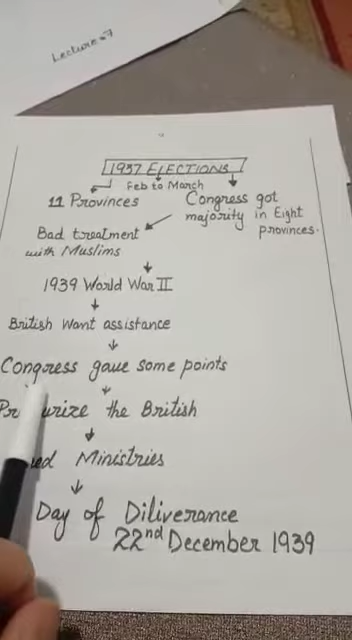 Lecture #7
1937 ELECTIONS
Feb to March
11 Provinces
Congress got
majority in Eight
provinces.
Bad treatment
with Muslims
1939 World War II
British Want assistance
Congress gave some points
the British
Ministries
Day of Diliverance
22nd December 1939